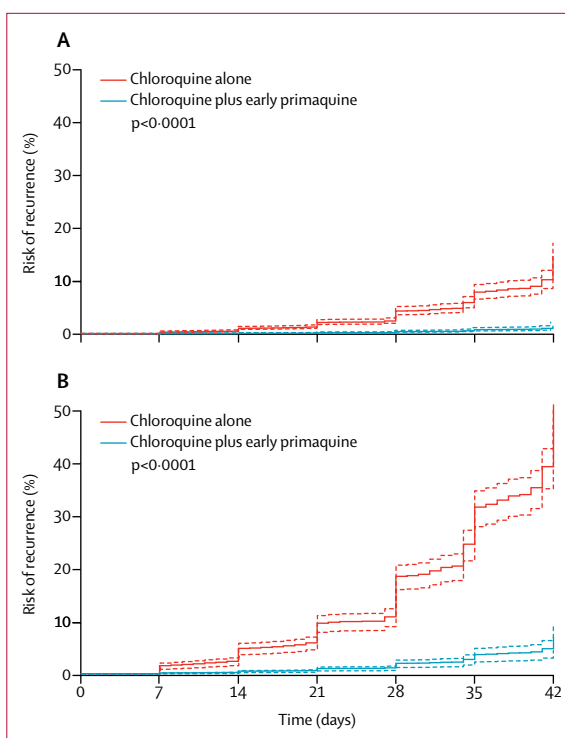 A
50
40
30
20
10
0
Risk of recurrence (%)
Chloroquine alone
Chloroquine plus early primaquine
p<0·0001
B
50
40
30
20
10
0
Risk of recurrence (%)
Chloroquine alone
Chloroquine plus early primaquine
p<0·0001
0 7 14 21 28 35 42
Time (days)